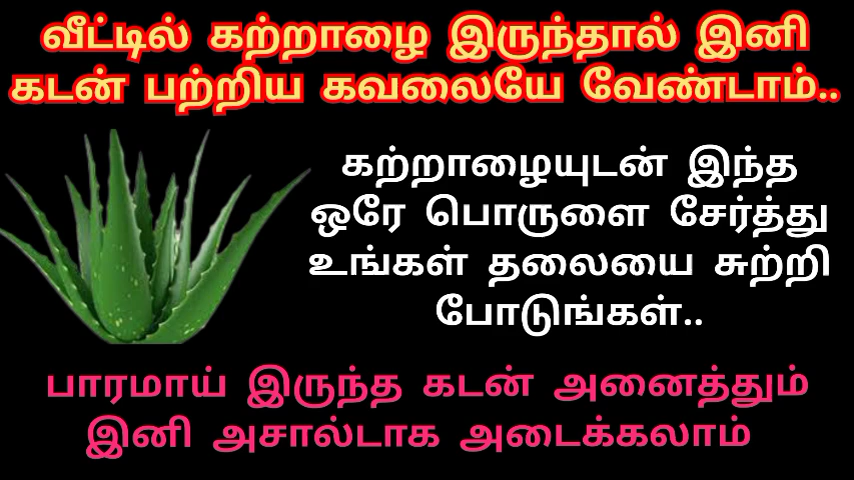 வீட்டில் கற்றாழை இருந்தால் இனி
கடன் பற்றிய கவலையே வேண்டாம்..
கற்றாழையுடன் இந்த
ஒரே பொருளை சேர்த்து
உங்கள் தலையை சுற்றி
போடுங்கள்..
பாரமாய் இருந்த கடன் அனைத்தும்
இனி அசால்டாக அடைக்கலாம்